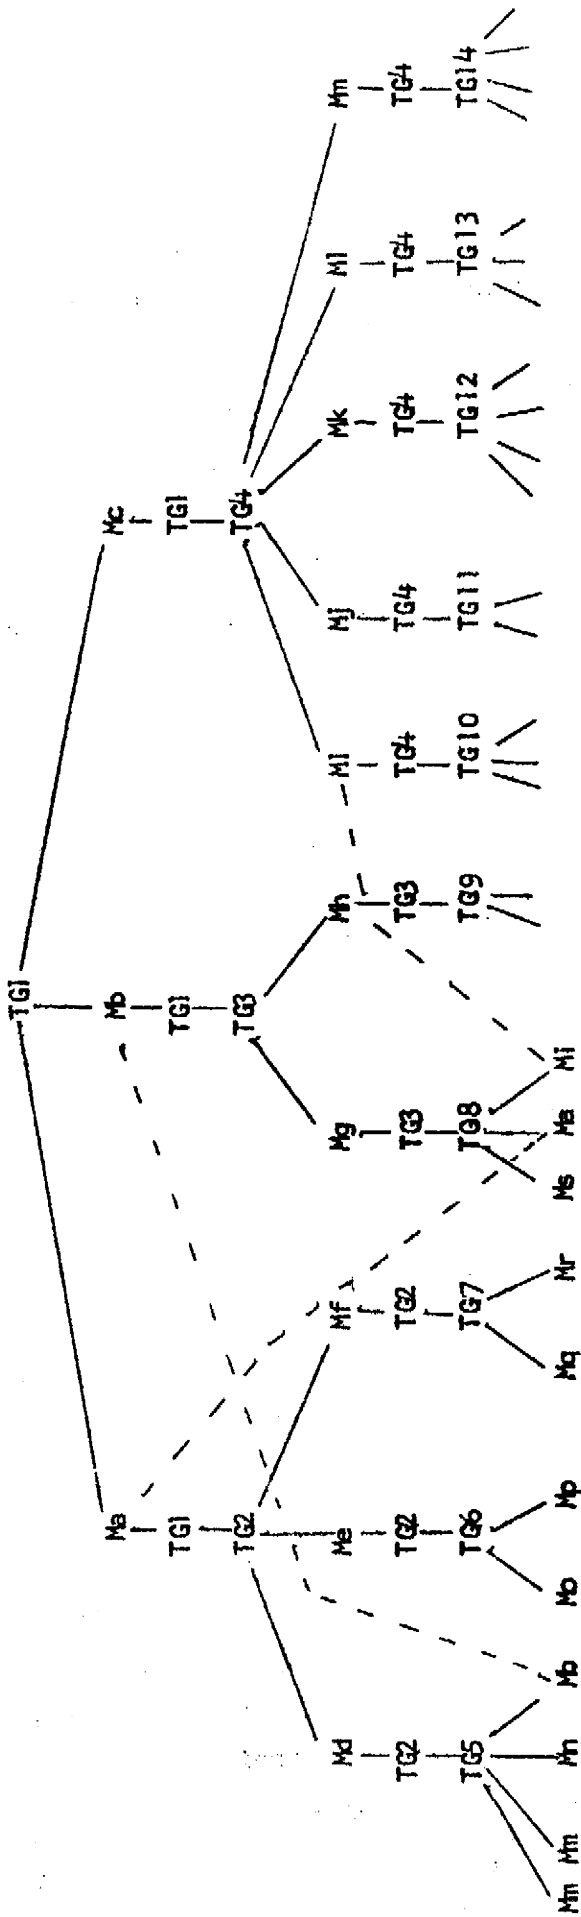 TG1
Ma Mb Mc
TG1 TG1 TG1
TG2 TG3 TG4
Md Me Mf Mg Mh Mi Mj Mk Ml Mn
TG2 TG2 TG2 TG3 TG3 TG4 TG4 TG4 TG4 TG4
TG5 TG6 TG7 TG8 TG9 TG10 TG11 TG12 TG13 TG14
Mm Mm Mn Mb Mo Mp Mq Mr Ms Ma Mi